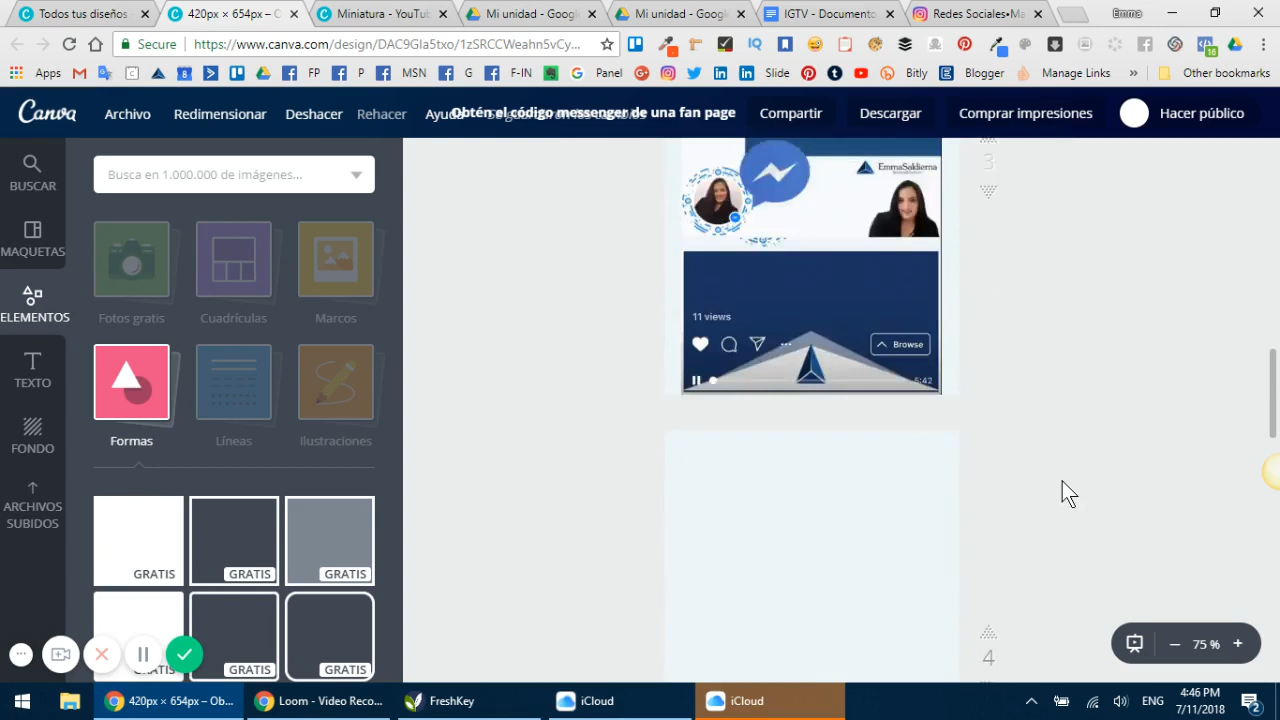 Todos tus diseños -
420px × 654px – O
Miniatura - YouTub
Mi unidad - Google
Mi unidad - Google
IGTV - Documento
Redes Sociales•Ma
Emma
Secure
https://www.canva.com/design/DAC9GIa5txo/1zSRCCWeahn5vCy...
Apps
FP
P
MSN
G
F-IN
Panel
Slide
Bitly
Blogger
Manage Links
»
Other bookmarks
Canva
Archivo
Redimensionar
Deshacer
Rehacer
Obtén el código messenger de una fan page
Compartir
Descargar
Comprar impresiones
Hacer público
BUSCAR
MAQUETAS
ELEMENTOS
TEXTO
FONDO
ARCHIVOS
SUBIDOS
Busca en 1.000.000 de imágenes...
Fotos gratis
Cuadrículas
Marcos
Formas
Líneas
Ilustraciones
GRATIS
GRATIS
GRATIS
GRATIS
GRATIS
EmmaSaldierna
11 views
Browse
5:42
3
4
75 %
420px × 654px – Ob...
Loom - Video Reco...
FreshKey
iCloud
iCloud
ENG
4:46 PM
7/11/2018
2